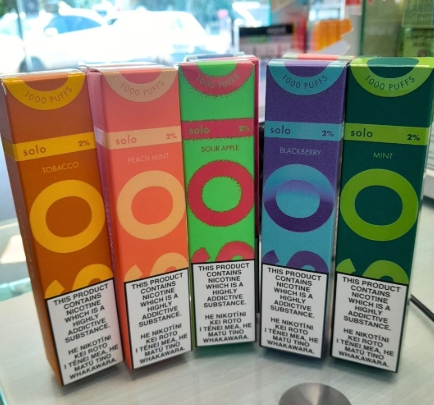 1000 PUFFS
solo 2%
TOBACCO
THIS PRODUCT
CONTAINS
NICOTINE
WHICH IS A
HIGHLY
ADDICTIVE
SUBSTANCE.
HE NIKOTĪNI
KEI ROTO
I TĒNEI MEA, HE
MATŪ TINO
WHAKAWARA.
1000 PUFFS
solo 2%
PEACH MINT
THIS PRODUCT
CONTAINS
NICOTINE
WHICH IS A
HIGHLY
ADDICTIVE
SUBSTANCE.
HE NIKOTĪNI
KEI ROTO
I TĒNEI MEA, HE
MATŪ TINO
WHAKAWARA.
1000 PUFFS
solo 2%
SOUR APPLE
THIS PRODUCT
CONTAINS
NICOTINE
WHICH IS A
HIGHLY
ADDICTIVE
SUBSTANCE.
HE NIKOTĪNI
KEI ROTO
I TĒNEI MEA, HE
MATŪ TINO
WHAKAWARA.
1000 PUFFS
solo 2%
BLACKBERRY
THIS PRODUCT
CONTAINS
NICOTINE
WHICH IS A
HIGHLY
ADDICTIVE
SUBSTANCE.
HE NIKOTĪNI
KEI ROTO
I TĒNEI MEA, HE
MATŪ TINO
WHAKAWARA.
1000 PUFFS
solo 2%
MINT
THIS PRODUCT
CONTAINS
NICOTINE
WHICH IS A
HIGHLY
ADDICTIVE
SUBSTANCE.
HE NIKOTĪNI
KEI ROTO
I TĒNEI MEA, HE
MATŪ TINO
WHAKAWARA.